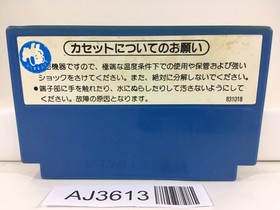 カセットについてのお願い
機器ですので、極端な温度条件下での使用や保管および強い
ショックをさけてください。また、絶対に分解しないでください。
●端子部に手を触れたり、水にぬらしたりして汚さないようにして
ください。故障の原因となります。
831018
AJ3613